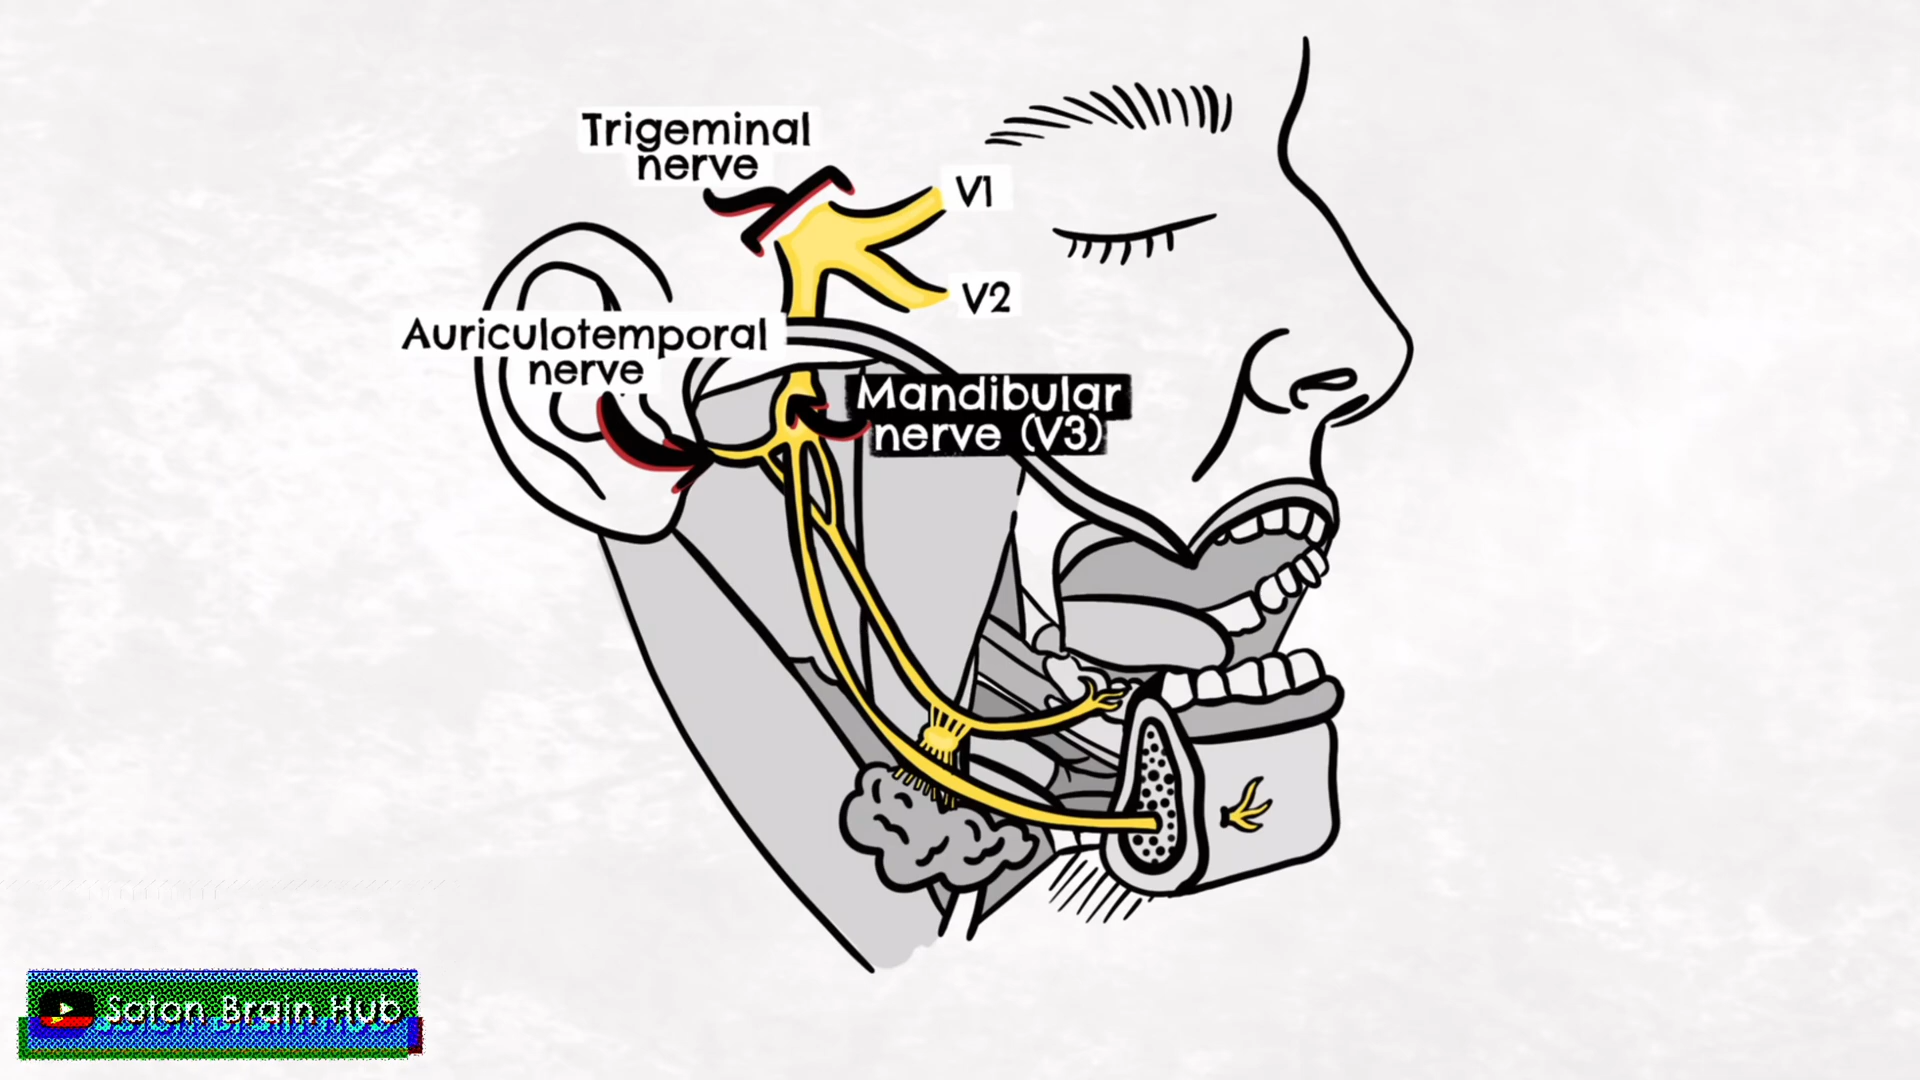 Trigeminal
nerve
V1
V2
Auriculotemporal
nerve
Mandibular
nerve (V3)
Satan Brain Hub